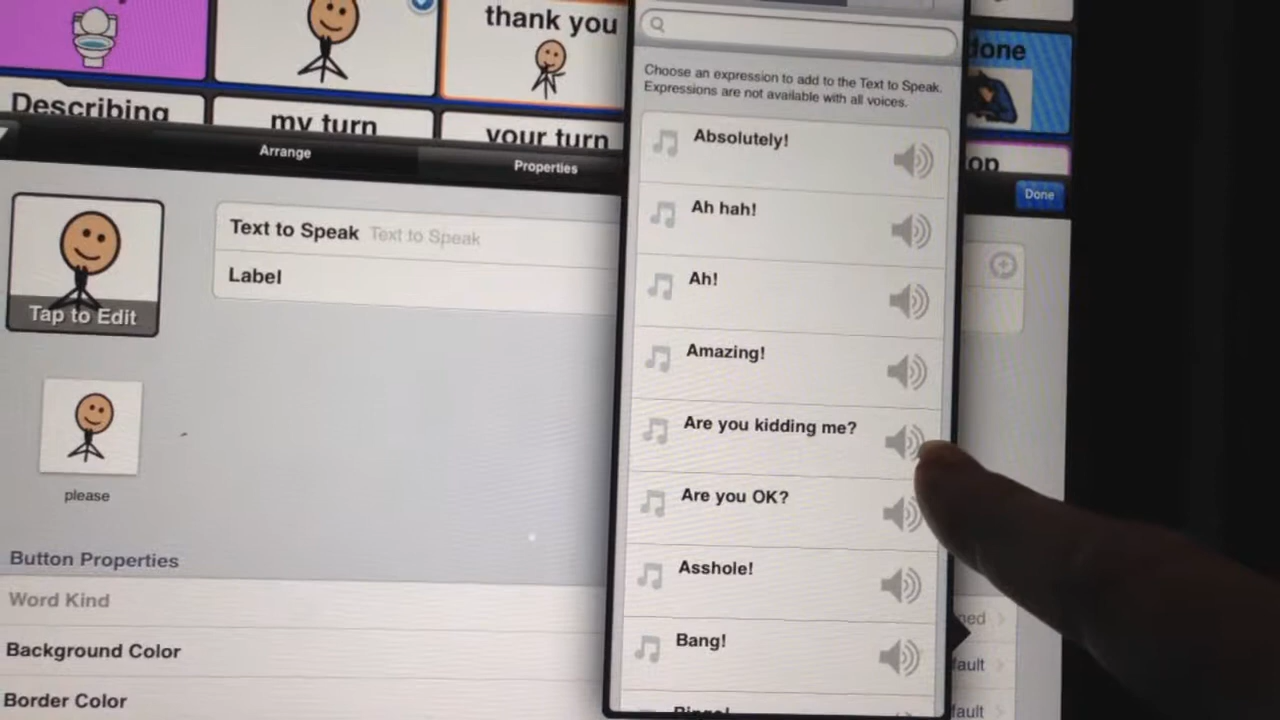 thank you
done
Describing
my turn
your turn
Arrange
Properties
Done
Text to Speak Text to Speak
Label
Tap to Edit
please
Button Properties
Word Kind
Background Color
Border Color
Choose an expression to add to the Text to Speak.
Expressions are not available with all voices.
Absolutely!
Ah hah!
Ah!
Amazing!
Are you kidding me?
Are you OK?
Asshole!
Bang!